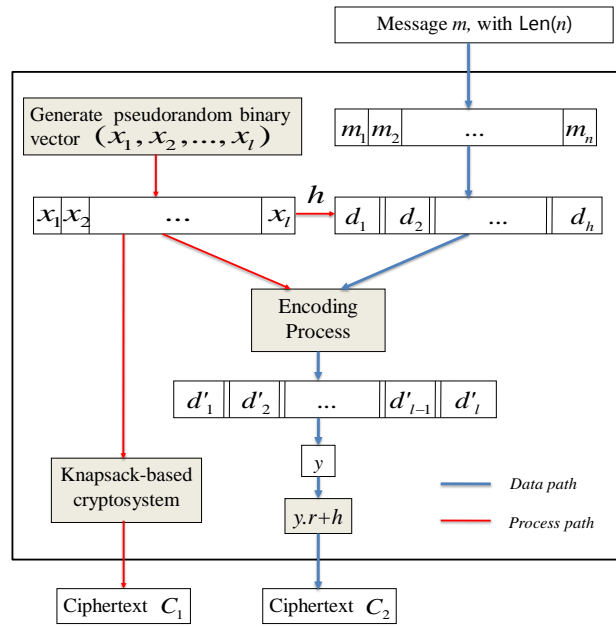 Message m, with Len(n)
Generate pseudorandom binary
vector (x₁, x₂, ..., xₗ)
m₁ m₂ ... mₙ
x₁ x₂ ... xₗ
h
d₁ d₂ ... dₕ
Encoding
Process
d'₁ d'₂ ... d'ₗ₋₁ d'ₗ
y
Knapsack-based
cryptosystem
y.r+h
Data path
Process path
Ciphertext C₁
Ciphertext C₂